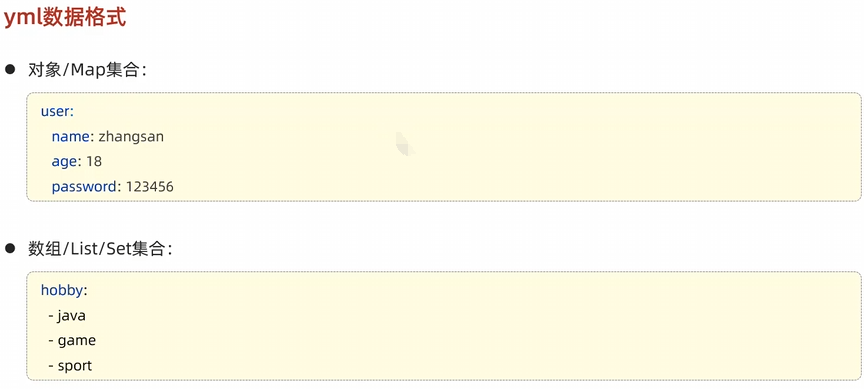 yml数据格式
● 对象/Map集合：
user:
  name: zhangsan
  age: 18
  password: 123456
● 数组/List/Set集合：
hobby:
  - java
  - game
  - sport